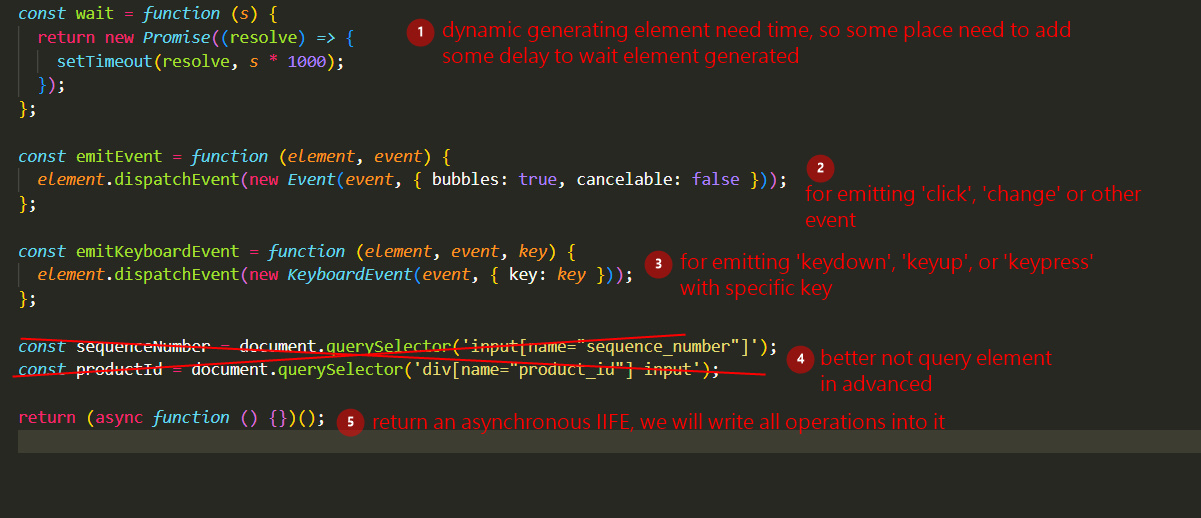 const wait = function (s) {
return new Promise((resolve) => {
1 dynamic generating element need time, so some place need to add
some delay to wait element generated
setTimeout(resolve, s * 1000);
});
};
const emitEvent = function (element, event) {
element.dispatchEvent(new Event(event, { bubbles: true, cancelable: false }));
};
2
for emitting 'click', 'change' or other
event
const emitKeyboardEvent = function (element, event, key) {
element.dispatchEvent(new KeyboardEvent(event, { key: key }));
};
3 for emitting 'keydown', 'keyup', or 'keypress'
with specific key
const sequenceNumber = document.querySelector('input[name="sequence_number"]');
const productId = document.querySelector('div[name="product_id"] input');
4 better not query element
in advanced
return (async function () {})();
5 return an asynchronous IIFE, we will write all operations into it